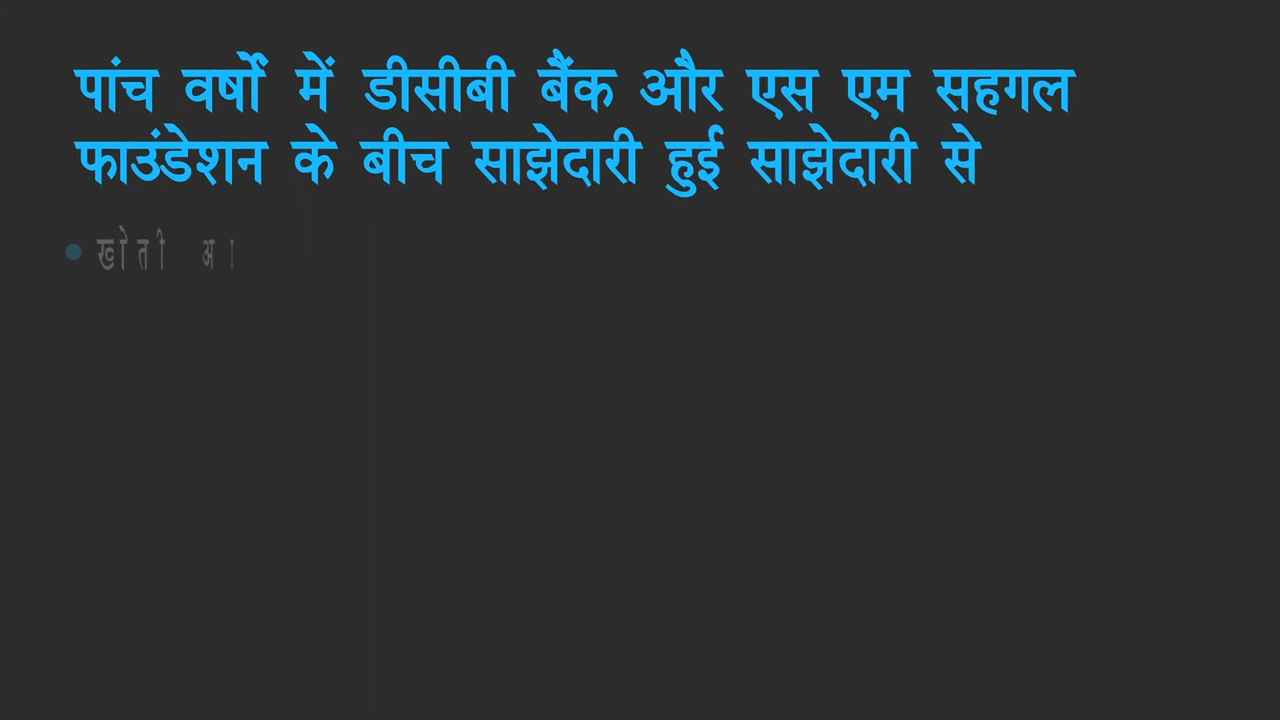 पांच वर्षों में डीसीबी बैंक और एस एम सहगल
फाउंडेशन के बीच साझेदारी हुई साझेदारी से